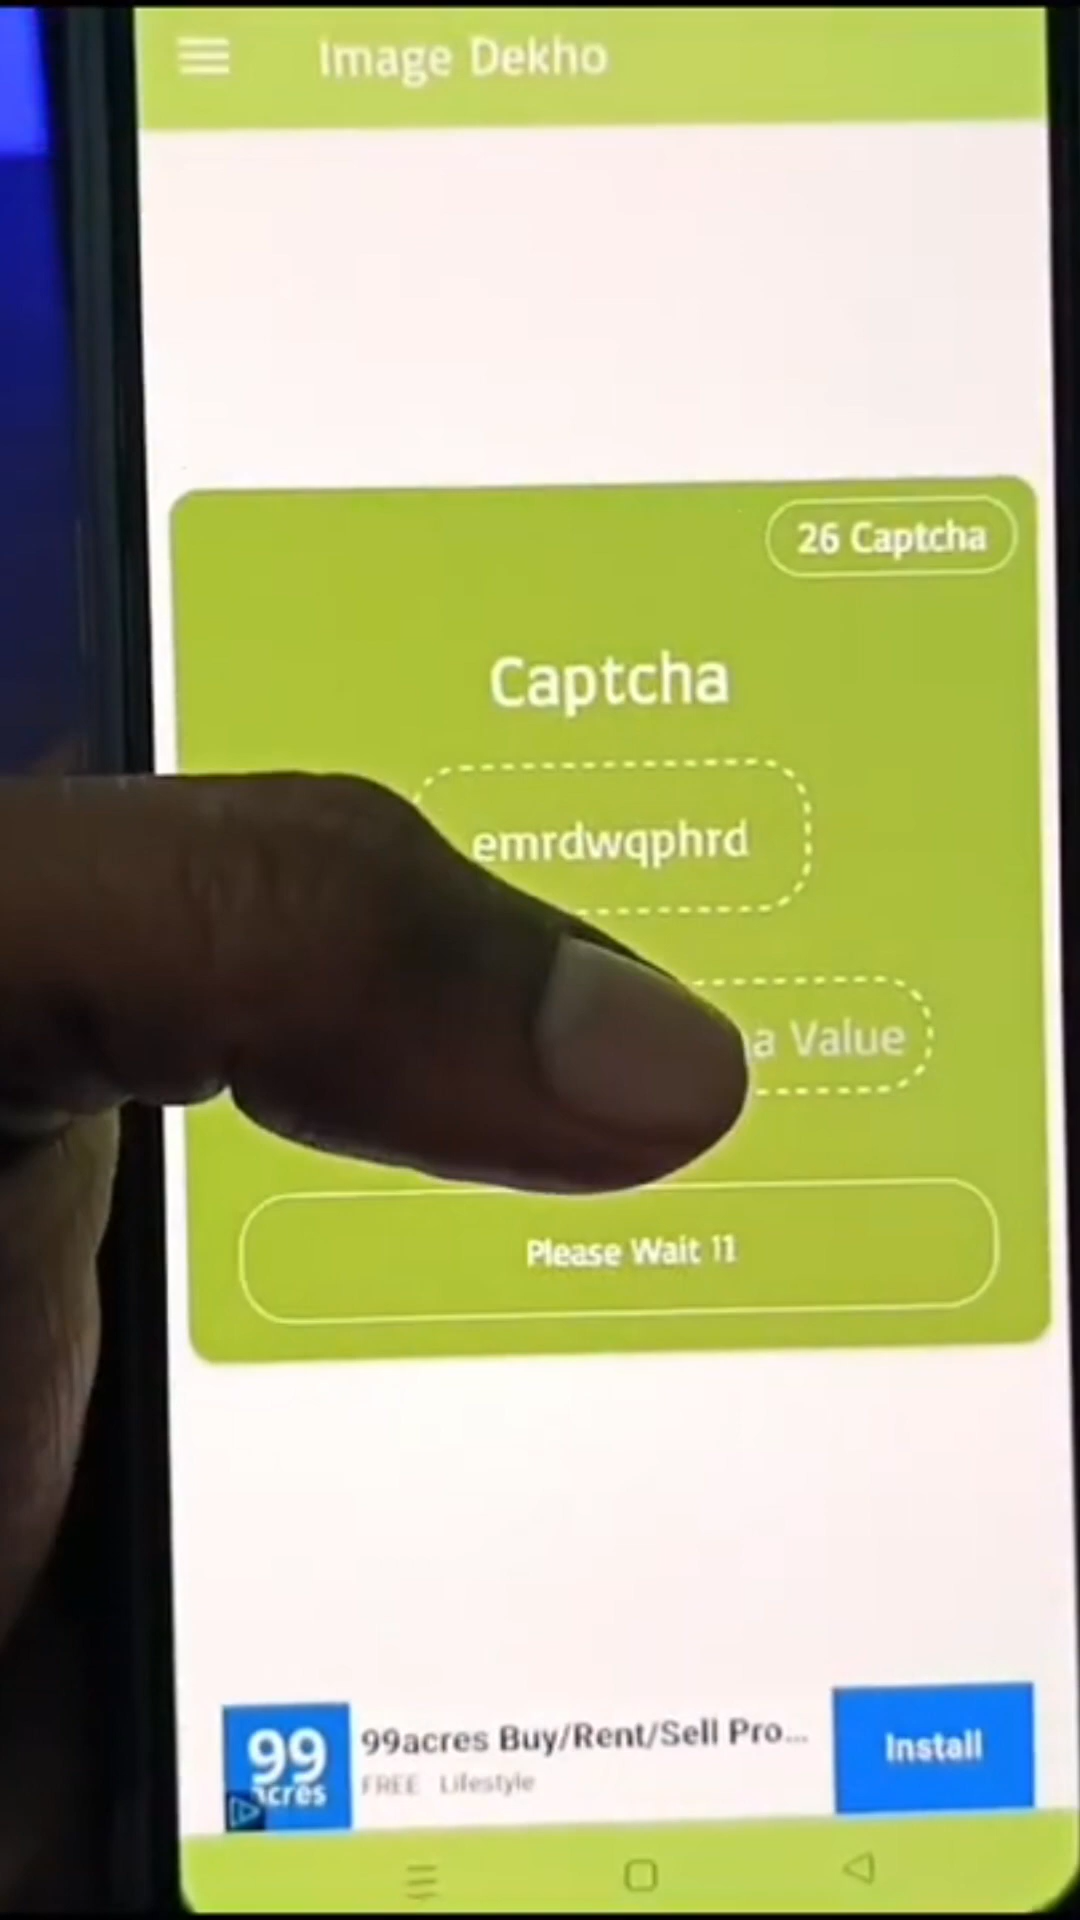 Image Dekho
26 Captcha
Captcha
emrdwqphrd
Value
Please Wait 11
99acres Buy/Rent/Sell Pro...
99
acres
FREE Lifestyle
Install